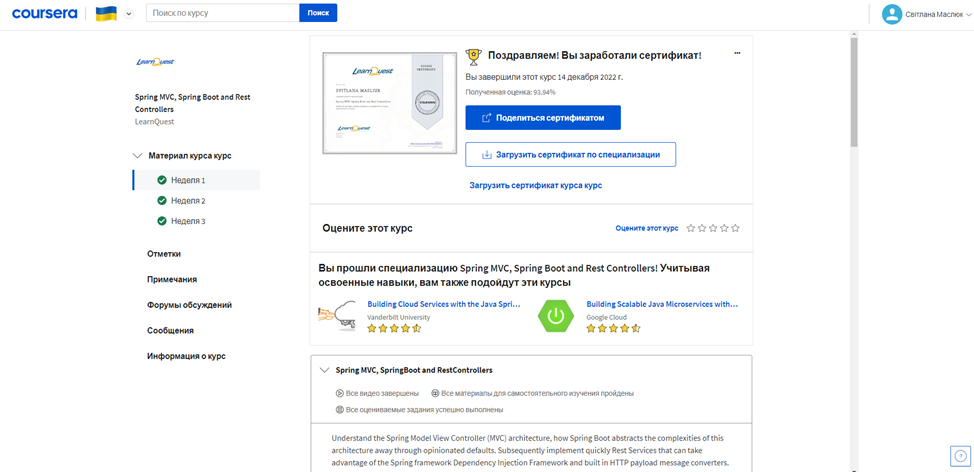 coursera
Поиск по курсу
Поиск
Світлана Маслюк
LearnQuest
Spring MVC, Spring Boot and Rest
Controllers
LearnQuest
Материал курса курс
Неделя 1
Неделя 2
Неделя 3
Отметки
Примечания
Форумы обсуждений
Сообщения
Информация о курс
LearnQuest
SVITLANA MASLIUK
LearnQuest
Поздравляем! Вы заработали сертификат!
Вы завершили этот курс 14 декабря 2022 г.
Полученная оценка: 93,94%
Поделиться сертификатом
Загрузить сертификат по специализации
Загрузить сертификат курса курс
Оцените этот курс
Оцените этот курс
Вы прошли специализацию Spring MVC, Spring Boot and Rest Controllers! Учитывая
освоенные навыки, вам также подойдут эти курсы
Building Cloud Services with the Java Spri...
Vanderbilt University
Building Scalable Java Microservices with...
Google Cloud
Spring MVC, SpringBoot and RestControllers
Все видео завершены
Все материалы для самостоятельного изучения пройдены
Все оцениваемые задания успешно выполнены
Understand the Spring Model View Controller (MVC) architecture, how Spring Boot abstracts the complexities of this
architecture away through opinionated defaults. Subsequently implement quickly Rest Services that can take
advantage of the Spring framework Dependency Injection Framework and built in HTTP payload message converters.